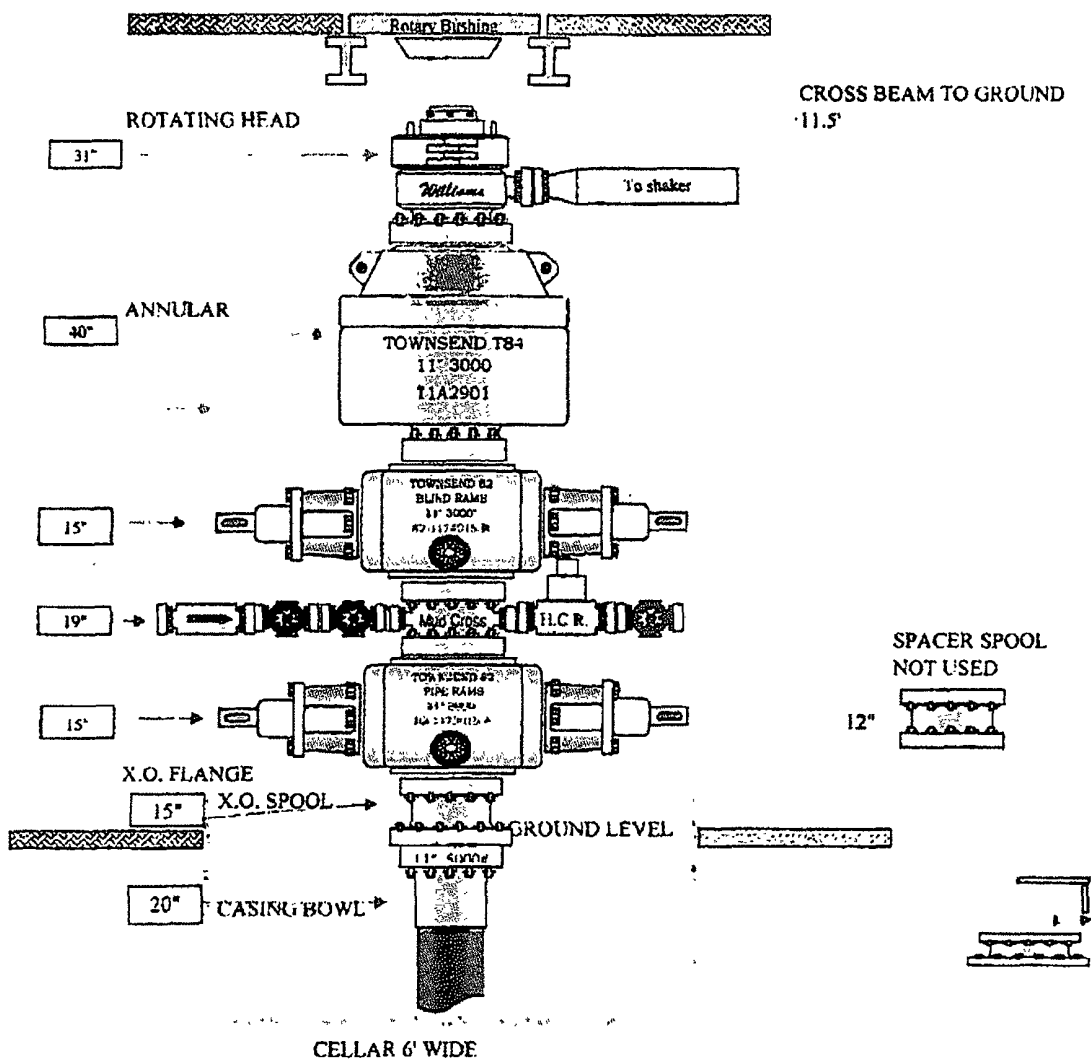 Rotary Bushing
CROSS BEAM TO GROUND
11.5'
ROTATING HEAD
31"
Williams
To shaker
ANNULAR
40"
TOWNSEND T84
11" 3000
T1A2901
TOWNSEND 82
BLIND RAMS
11" 3000"
15"
19"
Mud Cross
H.C.R.
SPACER SPOOL
NOT USED
12"
TOWNSEND 82
PIPE RAMS
15"
X.O. FLANGE
15"
X.O. SPOOL
GROUND LEVEL
11" 5000#
20"
CASING BOWL
CELLAR 6' WIDE